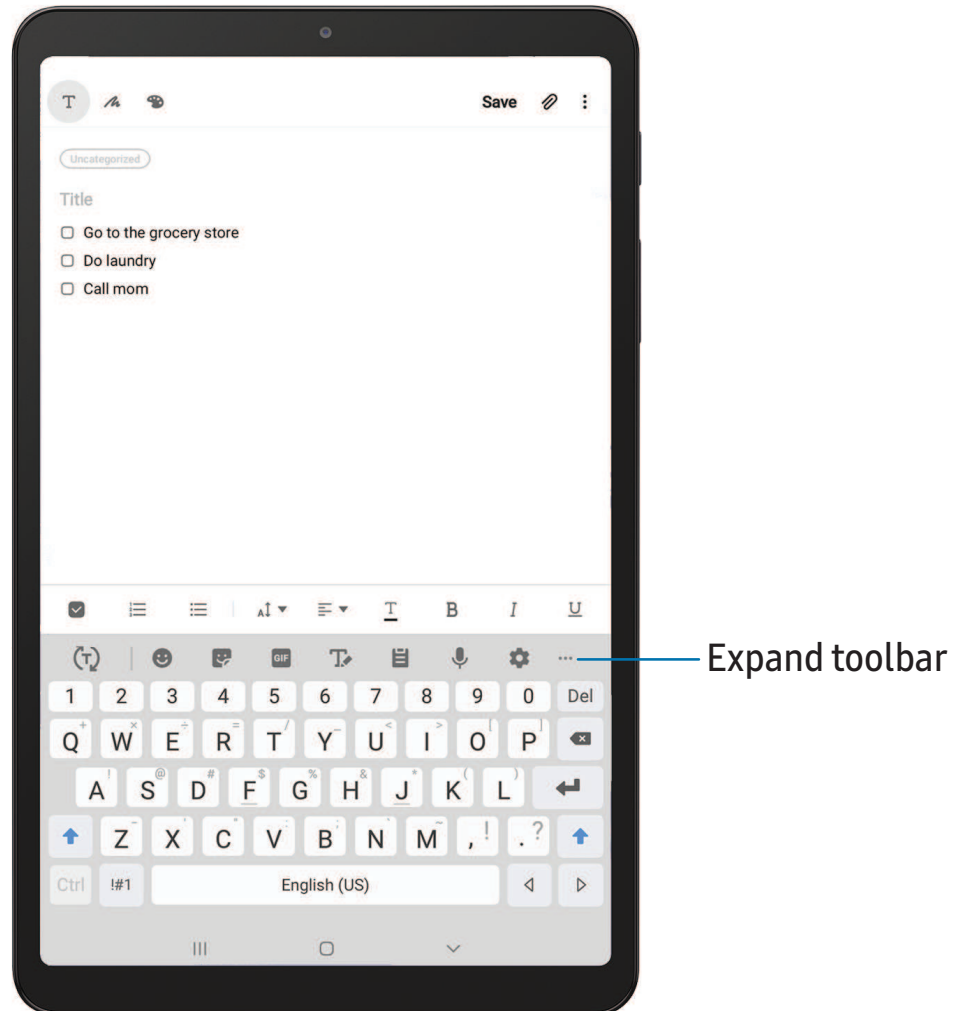 T Save
Uncategorized
Title
Go to the grocery store
Do laundry
Call mom
A T B I U
T GIF T ... Expand toolbar
1 2 3 4 5 6 7 8 9 0 Del
Q + W × E ÷ R = T / Y _ U < I > O [ P ]
A ! S @ D # F $ G % H & J * K ( L )
Z - X ' C " V : B ; N ` M ~ , ! . ?
Ctrl !#1 English (US)